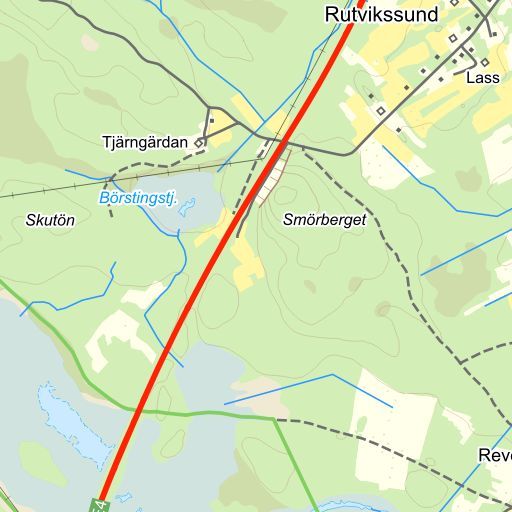 Rutvikssund
Lass
Tjärngärdan
Börstingstj.
Skutön
Smörberget
Reve